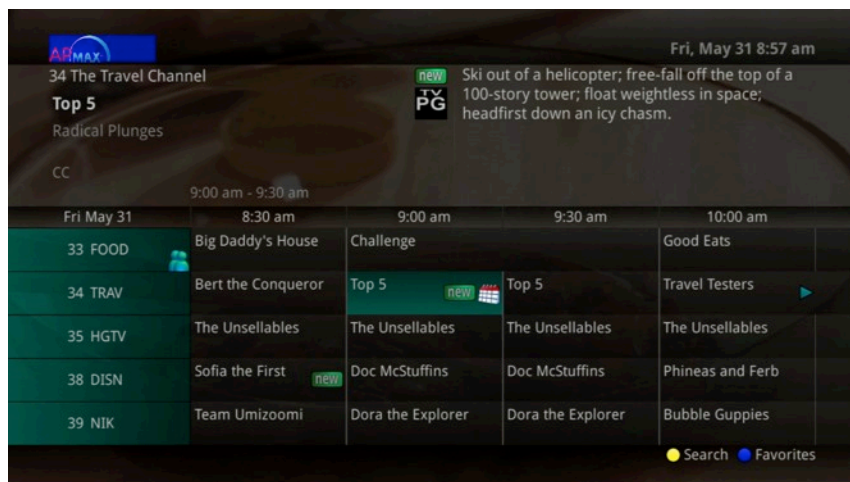 APMAX
Fri, May 31 8:57 am
34 The Travel Channel
new
Ski out of a helicopter; free-fall off the top of a
Top 5
TV PG
100-story tower; float weightless in space;
headfirst down an icy chasm.
Radical Plunges
CC
9:00 am - 9:30 am
Fri May 31 8:30 am 9:00 am 9:30 am 10:00 am
33 FOOD Big Daddy's House Challenge Good Eats
34 TRAV Bert the Conqueror Top 5 new Top 5 Travel Testers
35 HGTV The Unsellables The Unsellables The Unsellables The Unsellables
38 DISN Sofia the First new Doc McStuffins Doc McStuffins Phineas and Ferb
39 NIK Team Umizoomi Dora the Explorer Dora the Explorer Bubble Guppies
Search Favorites